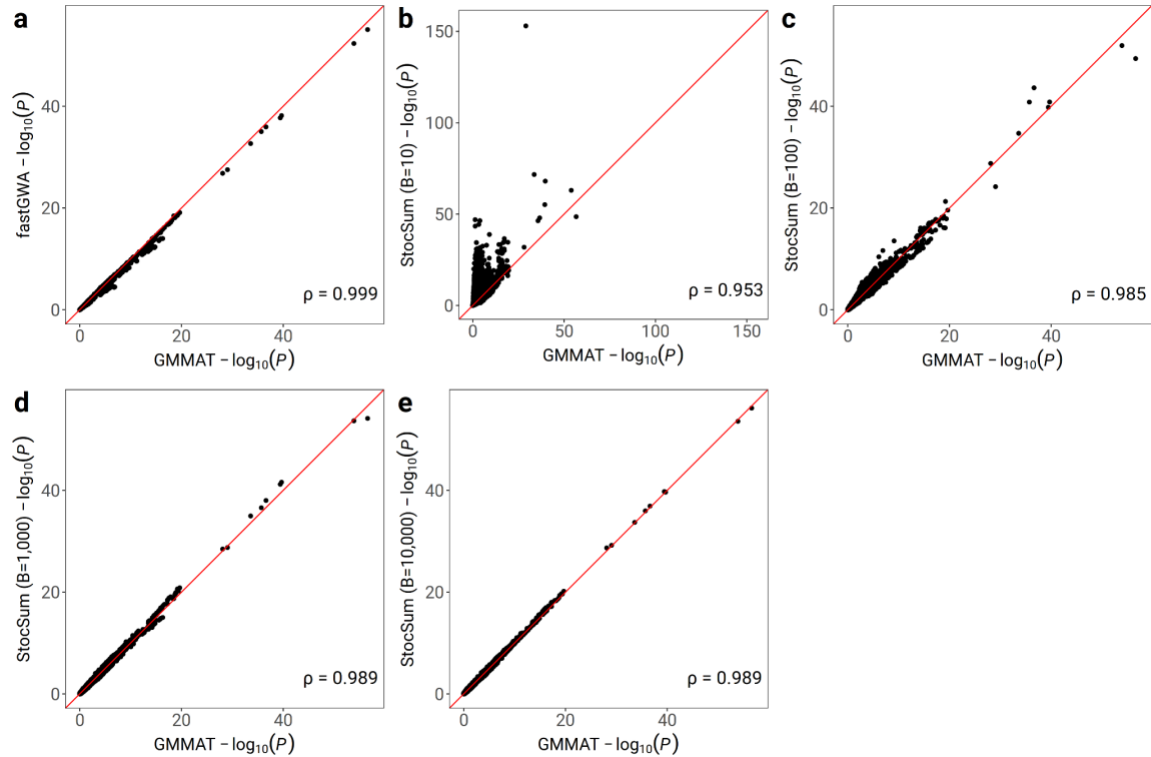 a
fastGWA − log10(P)
40
20
0
ρ = 0.999
0
20
40
GMMAT − log10(P)
b
StocSum (B=10) − log10(P)
150
100
50
0
ρ = 0.953
0
50
100
150
GMMAT − log10(P)
c
StocSum (B=100) − log10(P)
40
20
0
ρ = 0.985
0
20
40
GMMAT − log10(P)
d
StocSum (B=1,000) − log10(P)
40
20
0
ρ = 0.989
0
20
40
GMMAT − log10(P)
e
StocSum (B=10,000) − log10(P)
40
20
0
ρ = 0.989
0
20
40
GMMAT − log10(P)